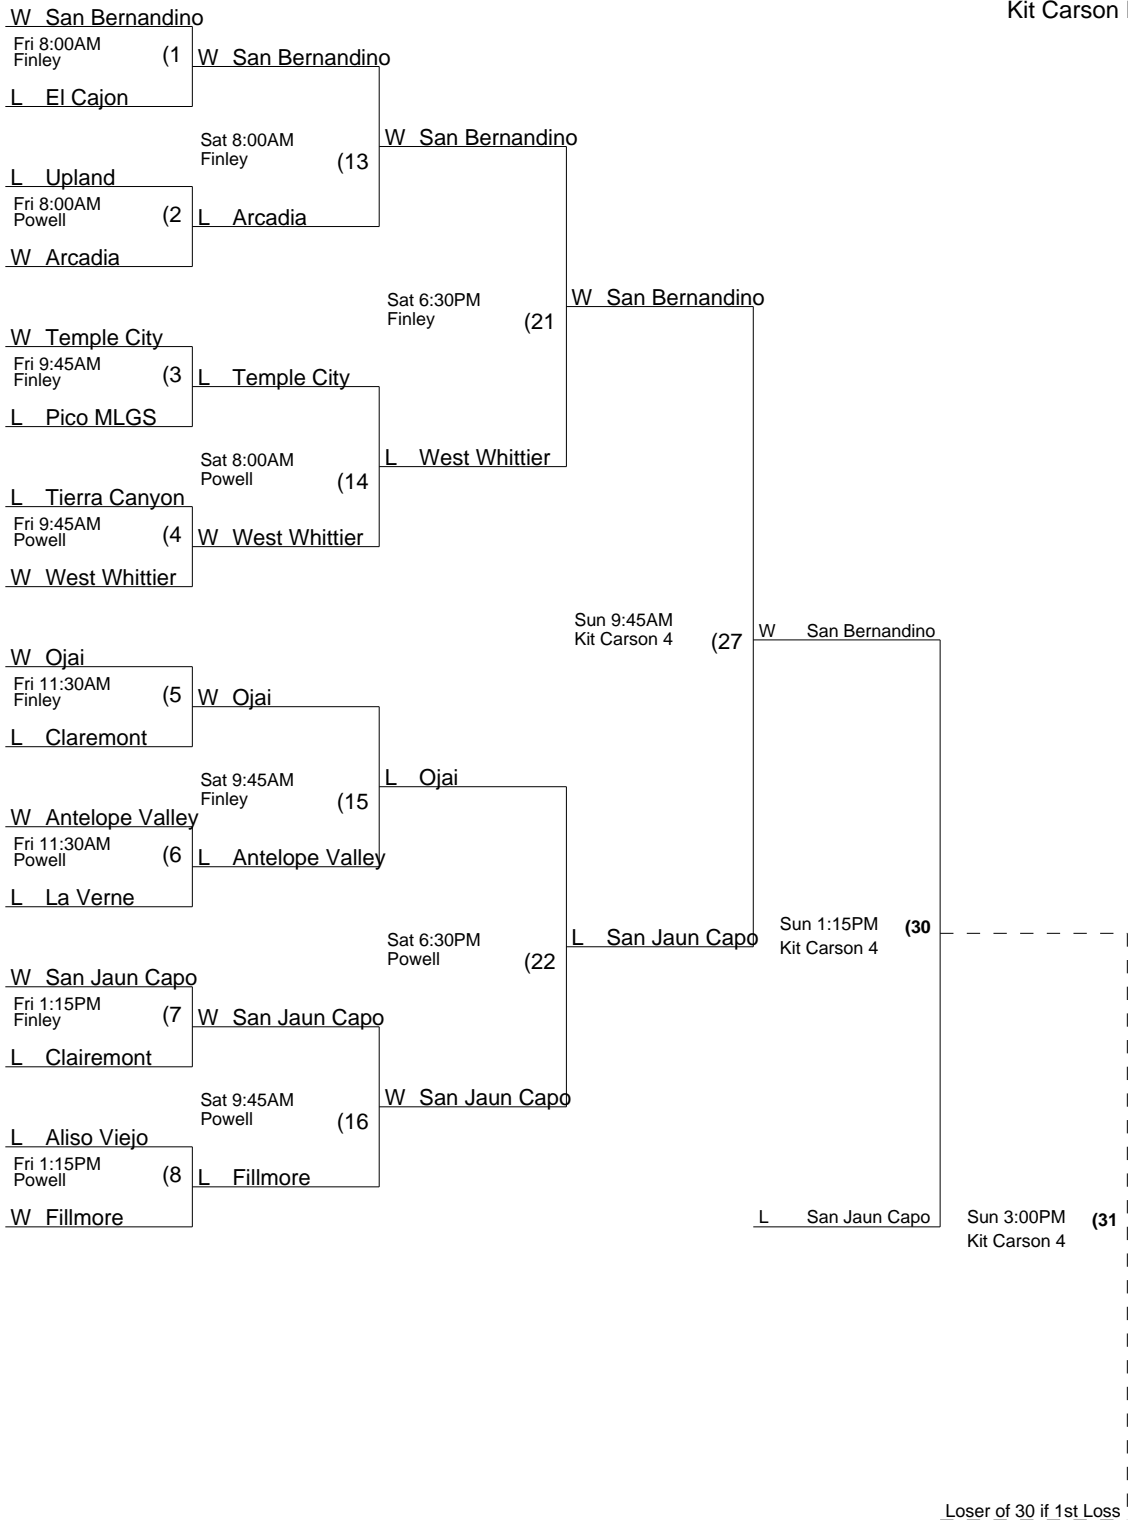 Kit Carson
W San Bernandino
Fri 8:00AM
Finley
(1
L El Cajon
W San Bernandino
Sat 8:00AM
Finley
(13
L Upland
Fri 8:00AM
Powell
(2
W Arcadia
L Arcadia
W San Bernandino
Sat 6:30PM
Finley
(21
W Temple City
Fri 9:45AM
Finley
(3
L Pico MLGS
L Temple City
Sat 8:00AM
Powell
(14
L Tierra Canyon
Fri 9:45AM
Powell
(4
W West Whittier
W West Whittier
L West Whittier
W San Bernandino
Sun 9:45AM
Kit Carson 4
(27
W Ojai
Fri 11:30AM
Finley
(5
L Claremont
W Ojai
Sat 9:45AM
Finley
(15
W Antelope Valley
Fri 11:30AM
Powell
(6
L La Verne
L Antelope Valley
L Ojai
Sat 6:30PM
Powell
(22
W San Jaun Capo
Fri 1:15PM
Finley
(7
L Clairemont
W San Jaun Capo
Sat 9:45AM
Powell
(16
L Aliso Viejo
Fri 1:15PM
Powell
(8
W Fillmore
L Fillmore
W San Jaun Capo
L San Jaun Capo
W San Bernandino
Sun 1:15PM
Kit Carson 4
(30
L San Jaun Capo
Sun 3:00PM
Kit Carson 4
(31
Loser of 30 if 1st Loss